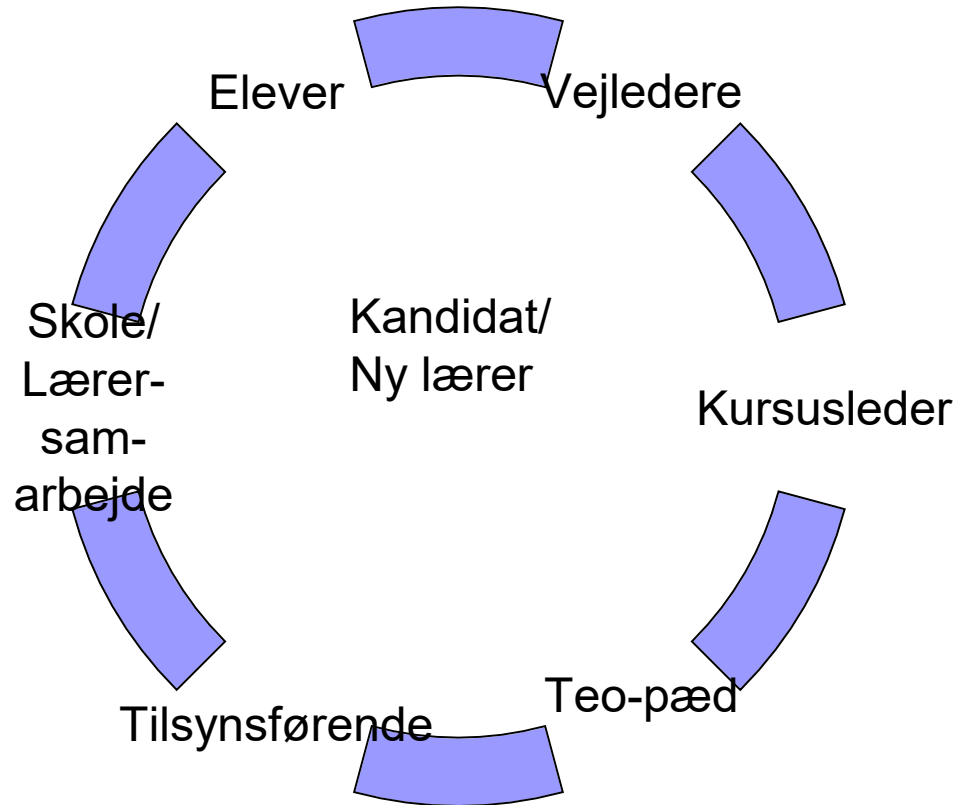 Elever
Vejledere
Skole/
Lærer-
sam-
arbejde
Kandidat/
Ny lærer
Kursusleder
Tilsynsførende
Teo-pæd